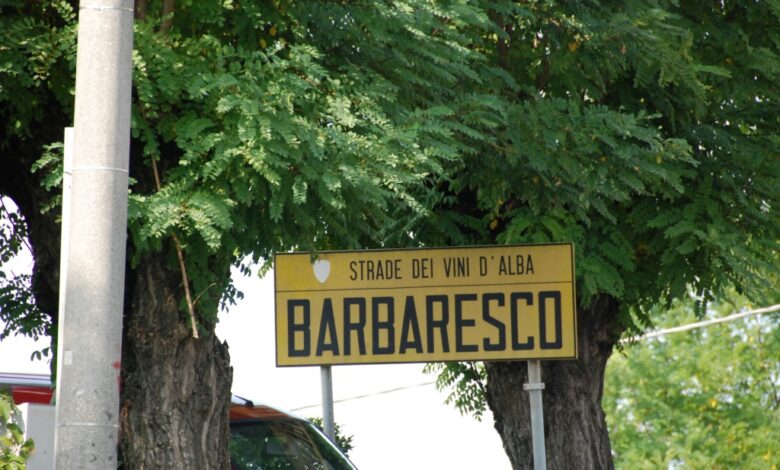 STRADE DEI VINI D'ALBA
BARBARESCO